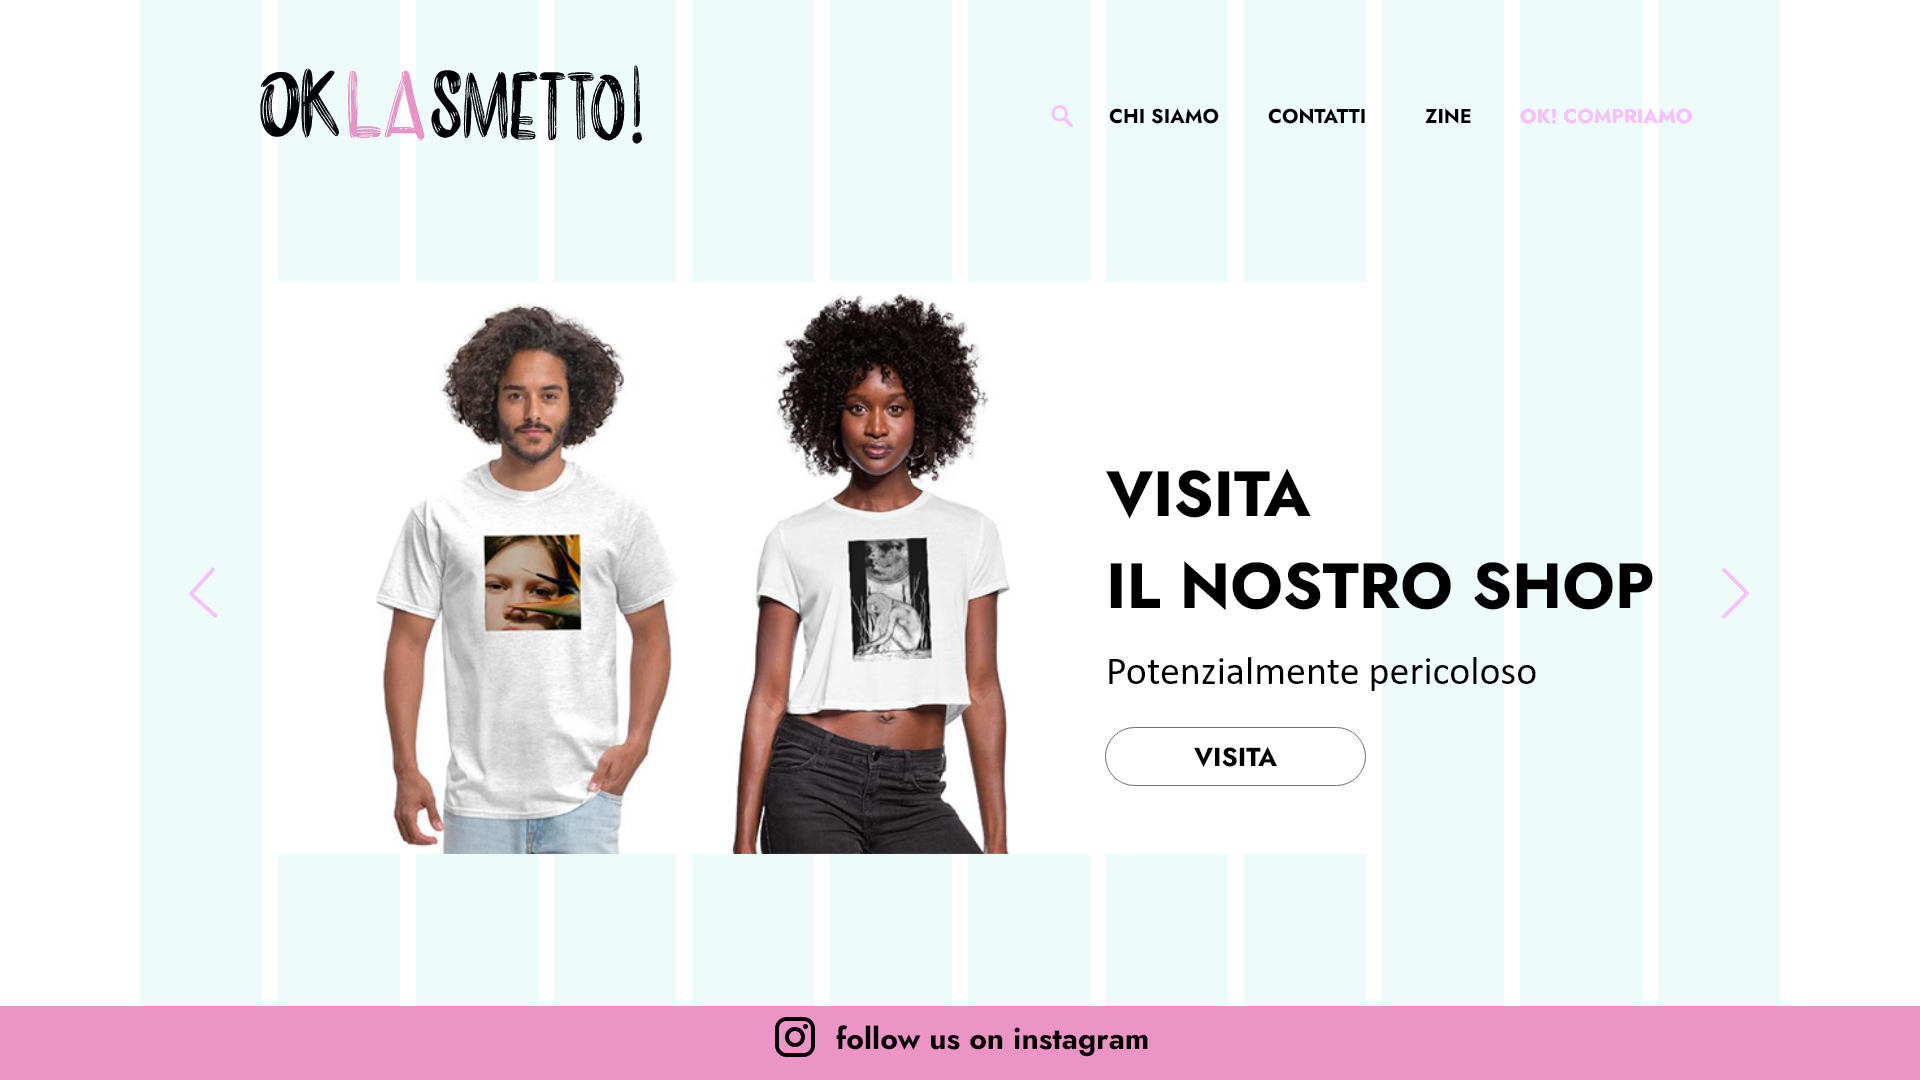 OK LA SMETTO!
CHI SIAMO CONTATTI ZINE OK! COMPRIAMO
VISITA
IL NOSTRO SHOP
Potenzialmente pericoloso
VISITA
follow us on instagram